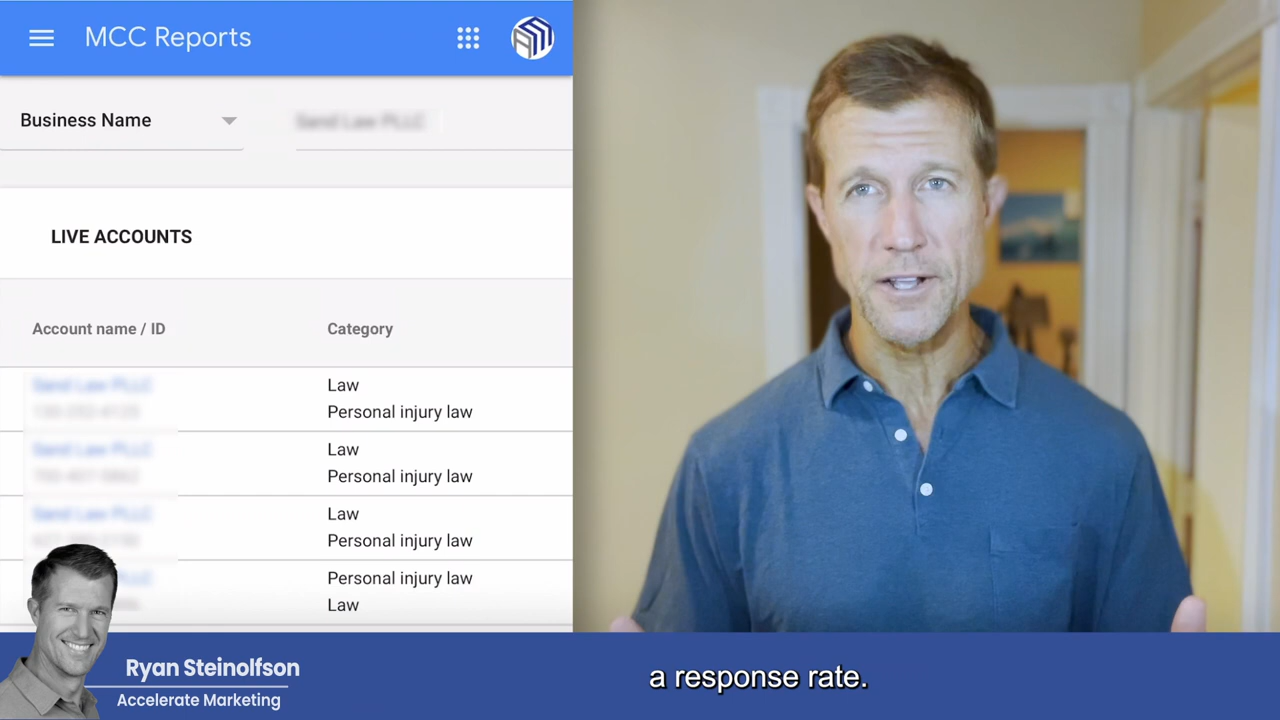 MCC Reports
Business Name
LIVE ACCOUNTS
Account name / ID
Category
Law
Personal injury law
Law
Personal injury law
Law
Personal injury law
Personal injury law
Law
Ryan Steinolfson
Accelerate Marketing
a response rate.